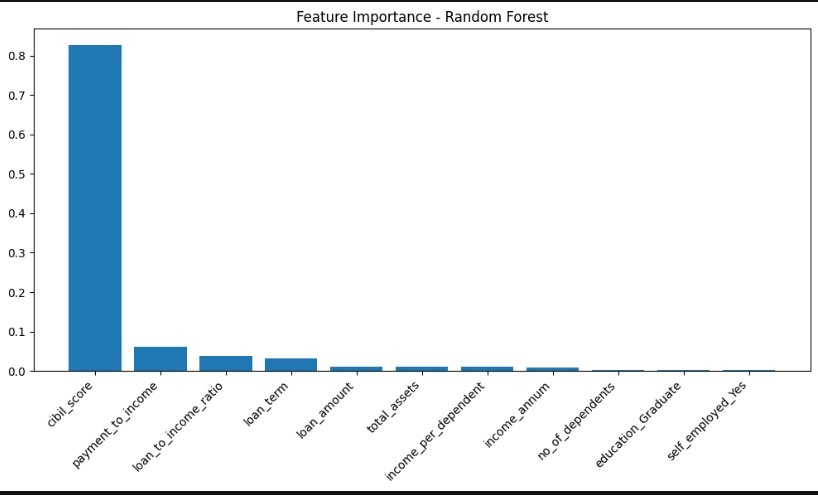 Feature Importance - Random Forest
0.8
0.7
0.6
0.5
0.4
0.3
0.2
0.1
0.0
cibil_score
payment_to_income
loan_to_income_ratio
loan_term
loan_amount
total_assets
income_per_dependent
income_annum
no_of_dependents
education_Graduate
self_employed_Yes